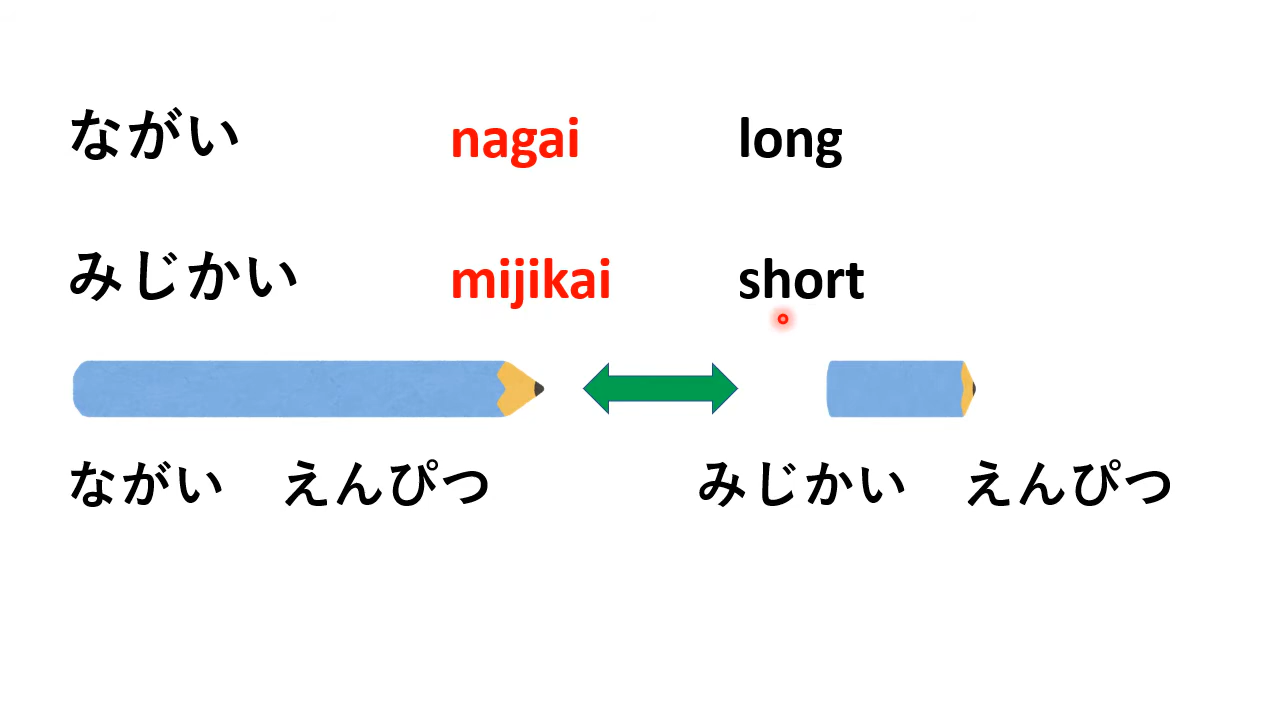 ながい nagai long
みじかい mijikai short
ながい えんぴつ みじかい えんぴつ